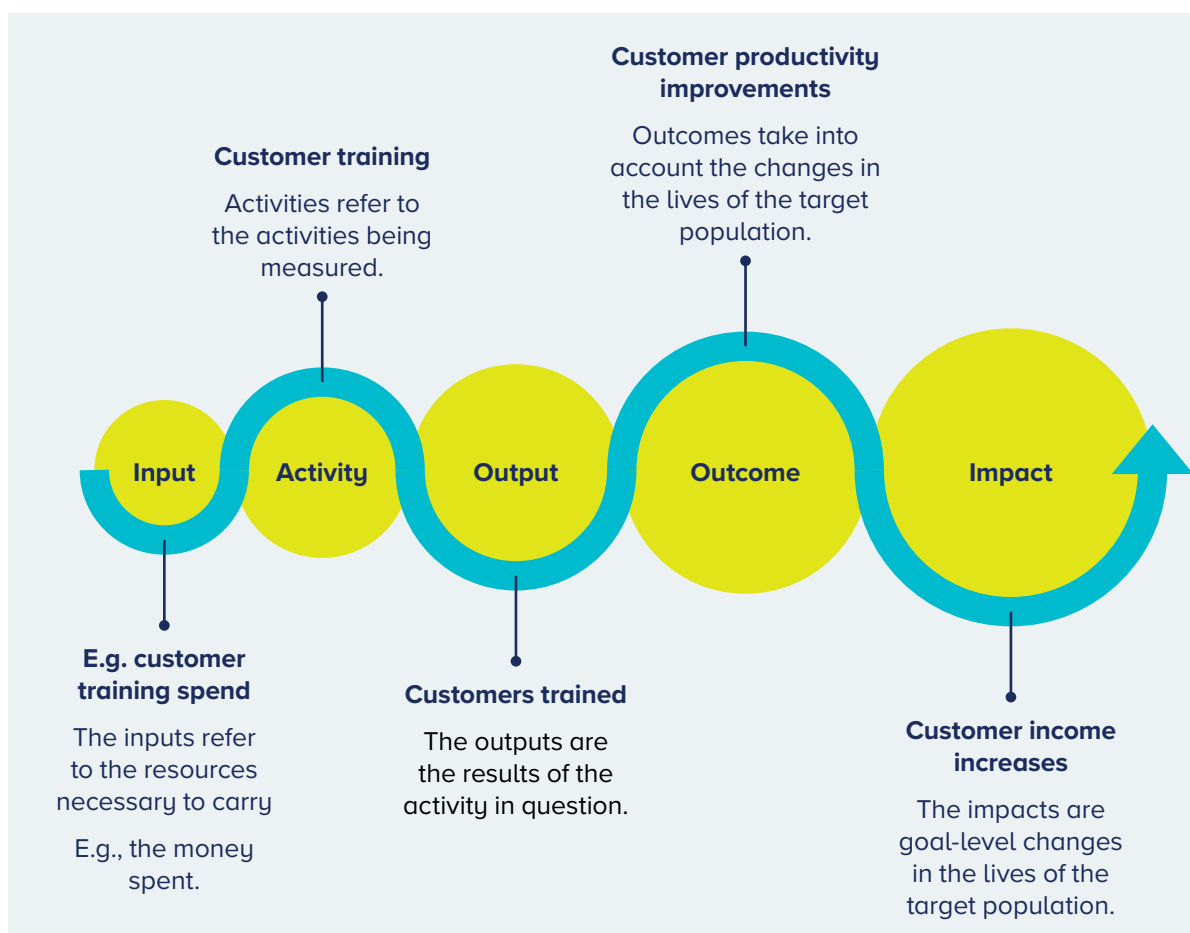 Customer productivity
improvements
Outcomes take into
account the changes in
the lives of the target
population.
Customer training
Activities refer to
the activities being
measured.
Input
Activity
Output
Outcome
Impact
E.g. customer
training spend
The inputs refer
to the resources
necessary to carry
E.g., the money
spent.
Customers trained
The outputs are
the results of the
activity in question.
Customer income
increases
The impacts are
goal-level changes
in the lives of the
target population.